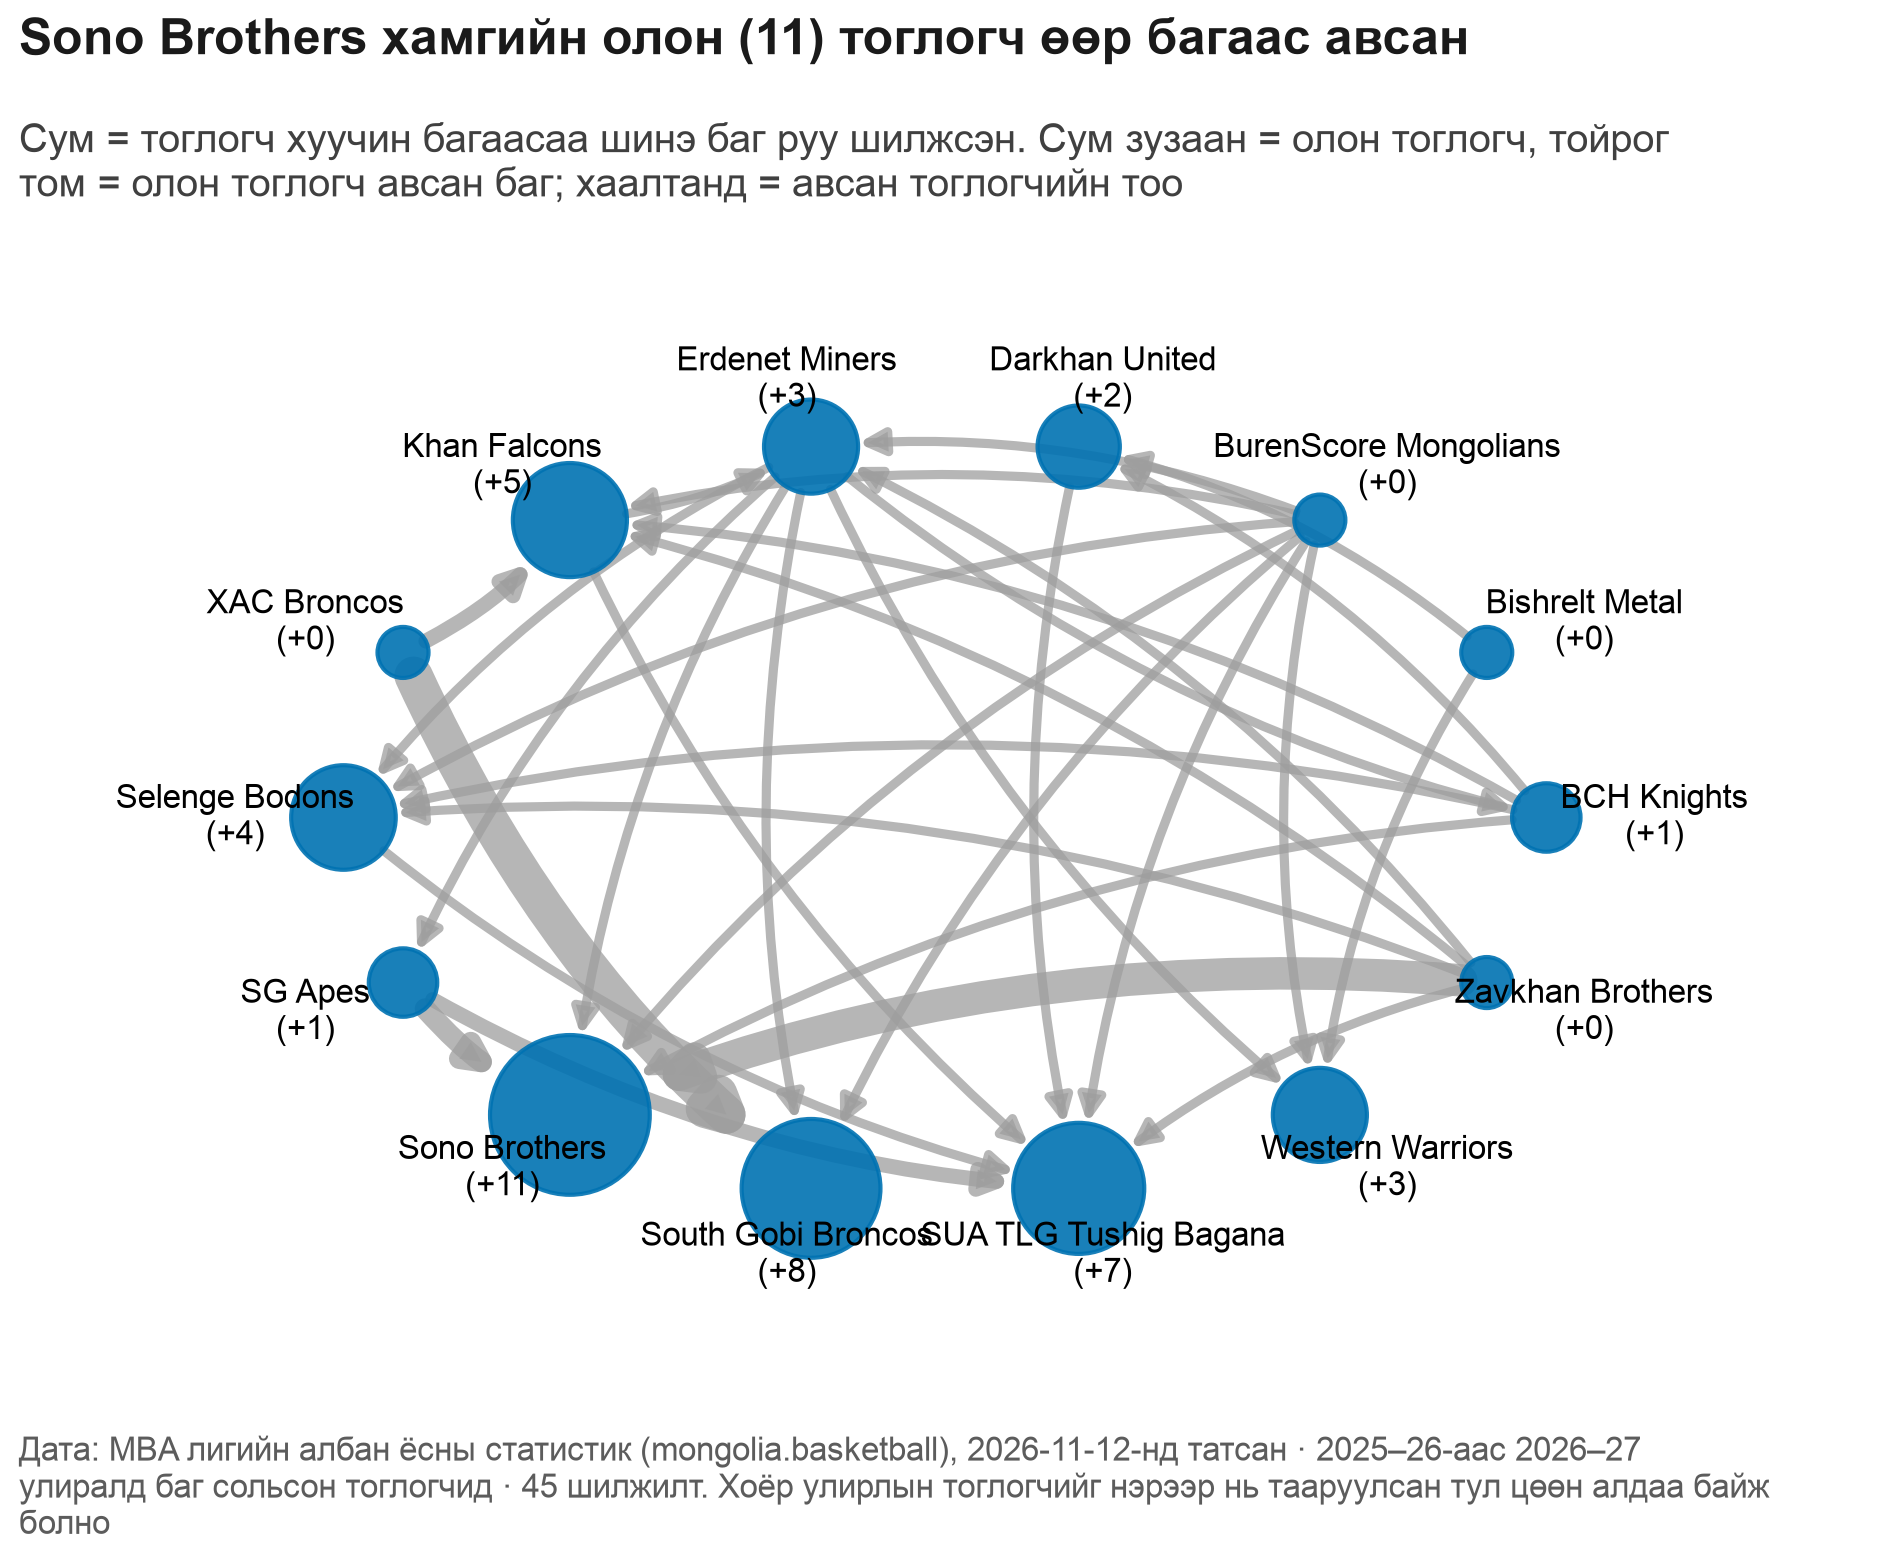 Sono Brothers хамгийн олон (11) тоглогч өөр багаас авсан
Сум = тоглогч хуучин багаасаа шинэ баг руу шилжсэн. Сум зузаан = олон тоглогч, тойрог
том = олон тоглогч авсан баг; хаалтанд = авсан тоглогчийн тоо
Erdenet Miners
(+3)
Darkhan United
(+2)
Khan Falcons
(+5)
BurenScore Mongolians
(+0)
XAC Broncos
(+0)
Bishrelt Metal
(+0)
Selenge Bodons
(+4)
BCH Knights
(+1)
SG Apes
(+1)
Zavkhan Brothers
(+0)
Sono Brothers
(+11)
Western Warriors
(+3)
South Gobi Broncos
(+8)
SUA TLG Tushig Bagana
(+7)
Дата: MBA лигийн албан ёсны статистик (mongolia.basketball), 2026-11-12-нд татсан · 2025–26-аас 2026–27
улиралд баг сольсон тоглогчид · 45 шилжилт. Хоёр улирлын тоглогчийг нэрээр нь тааруулсан тул цөөн алдаа байж
болно